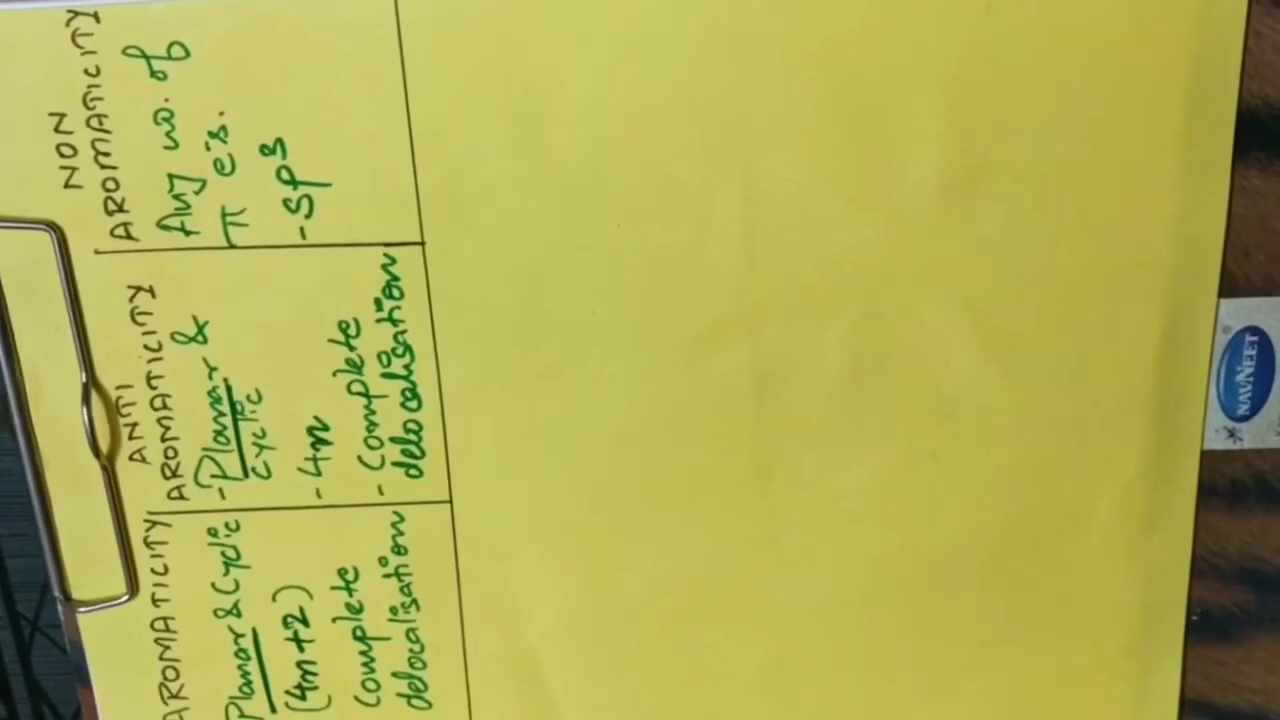 AROMATICITY
Planar & Cyclic
(4n+2)
Complete
delocalisation
ANTI
AROMATICITY
- Planar &
cyclic
- 4n
- Complete
delocalisation
NON
AROMATICITY
Any no. of
π es.
- sp3
NAVNEET